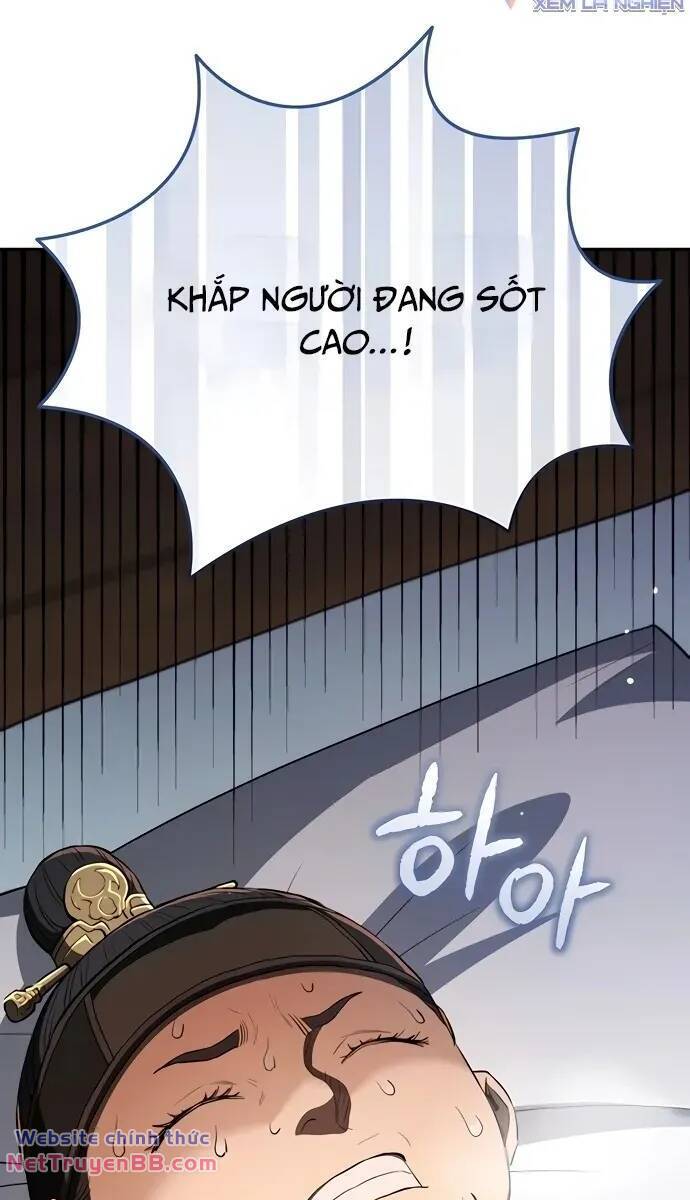 XEM LÀ NGHIỆN
KHẮP NGƯỜI ĐANG SỐT
CAO...!
하아
Website chính thức
NetTruyenBB.com